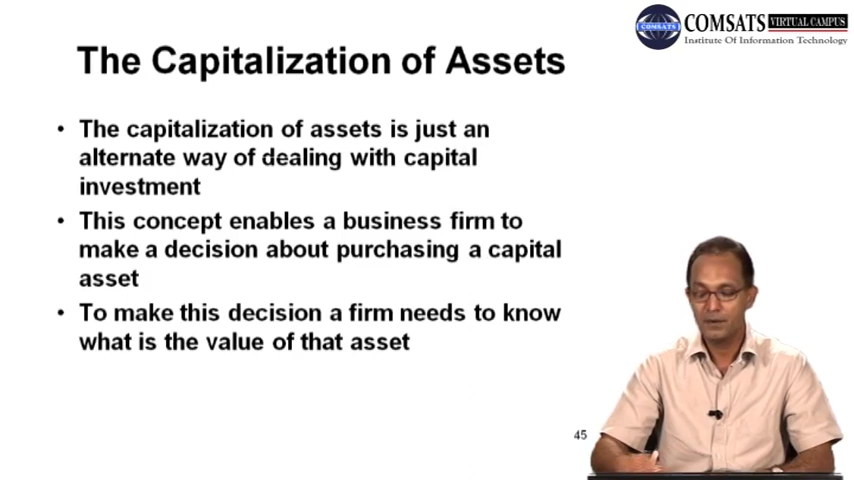 COMSATS VIRTUAL CAMPUS
Institute Of Information Technology
The Capitalization of Assets
• The capitalization of assets is just an
alternate way of dealing with capital
investment
• This concept enables a business firm to
make a decision about purchasing a capital
asset
• To make this decision a firm needs to know
what is the value of that asset
45